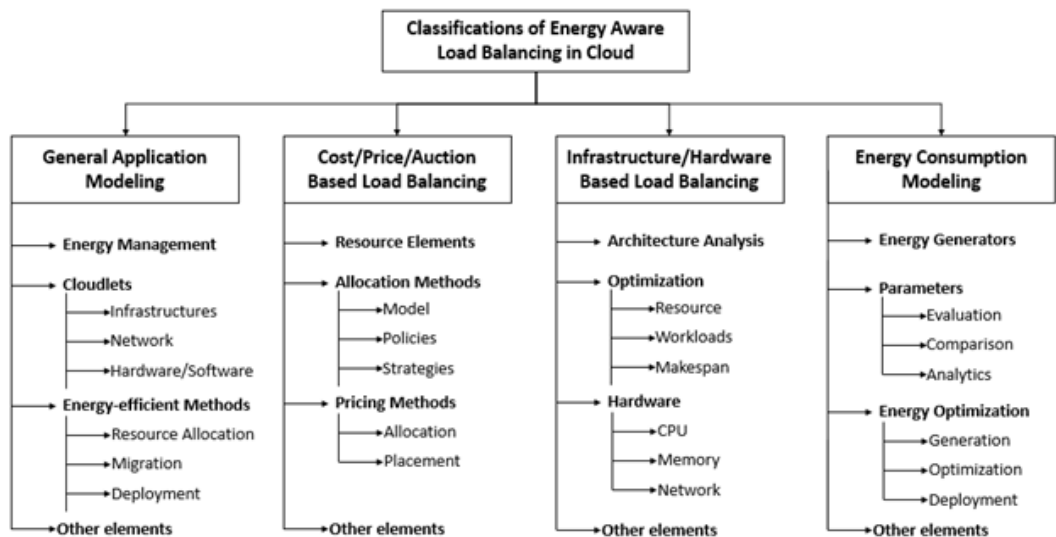 Classifications of Energy Aware
Load Balancing in Cloud
General Application
Modeling
Energy Management
Cloudlets
Infrastructures
Network
Hardware/Software
Energy-efficient Methods
Resource Allocation
Migration
Deployment
Other elements
Cost/Price/Auction
Based Load Balancing
Resource Elements
Allocation Methods
Model
Policies
Strategies
Pricing Methods
Allocation
Placement
Other elements
Infrastructure/Hardware
Based Load Balancing
Architecture Analysis
Optimization
Resource
Workloads
Makespan
Hardware
CPU
Memory
Network
Other elements
Energy Consumption
Modeling
Energy Generators
Parameters
Evaluation
Comparison
Analytics
Energy Optimization
Generation
Optimization
Deployment
Other elements